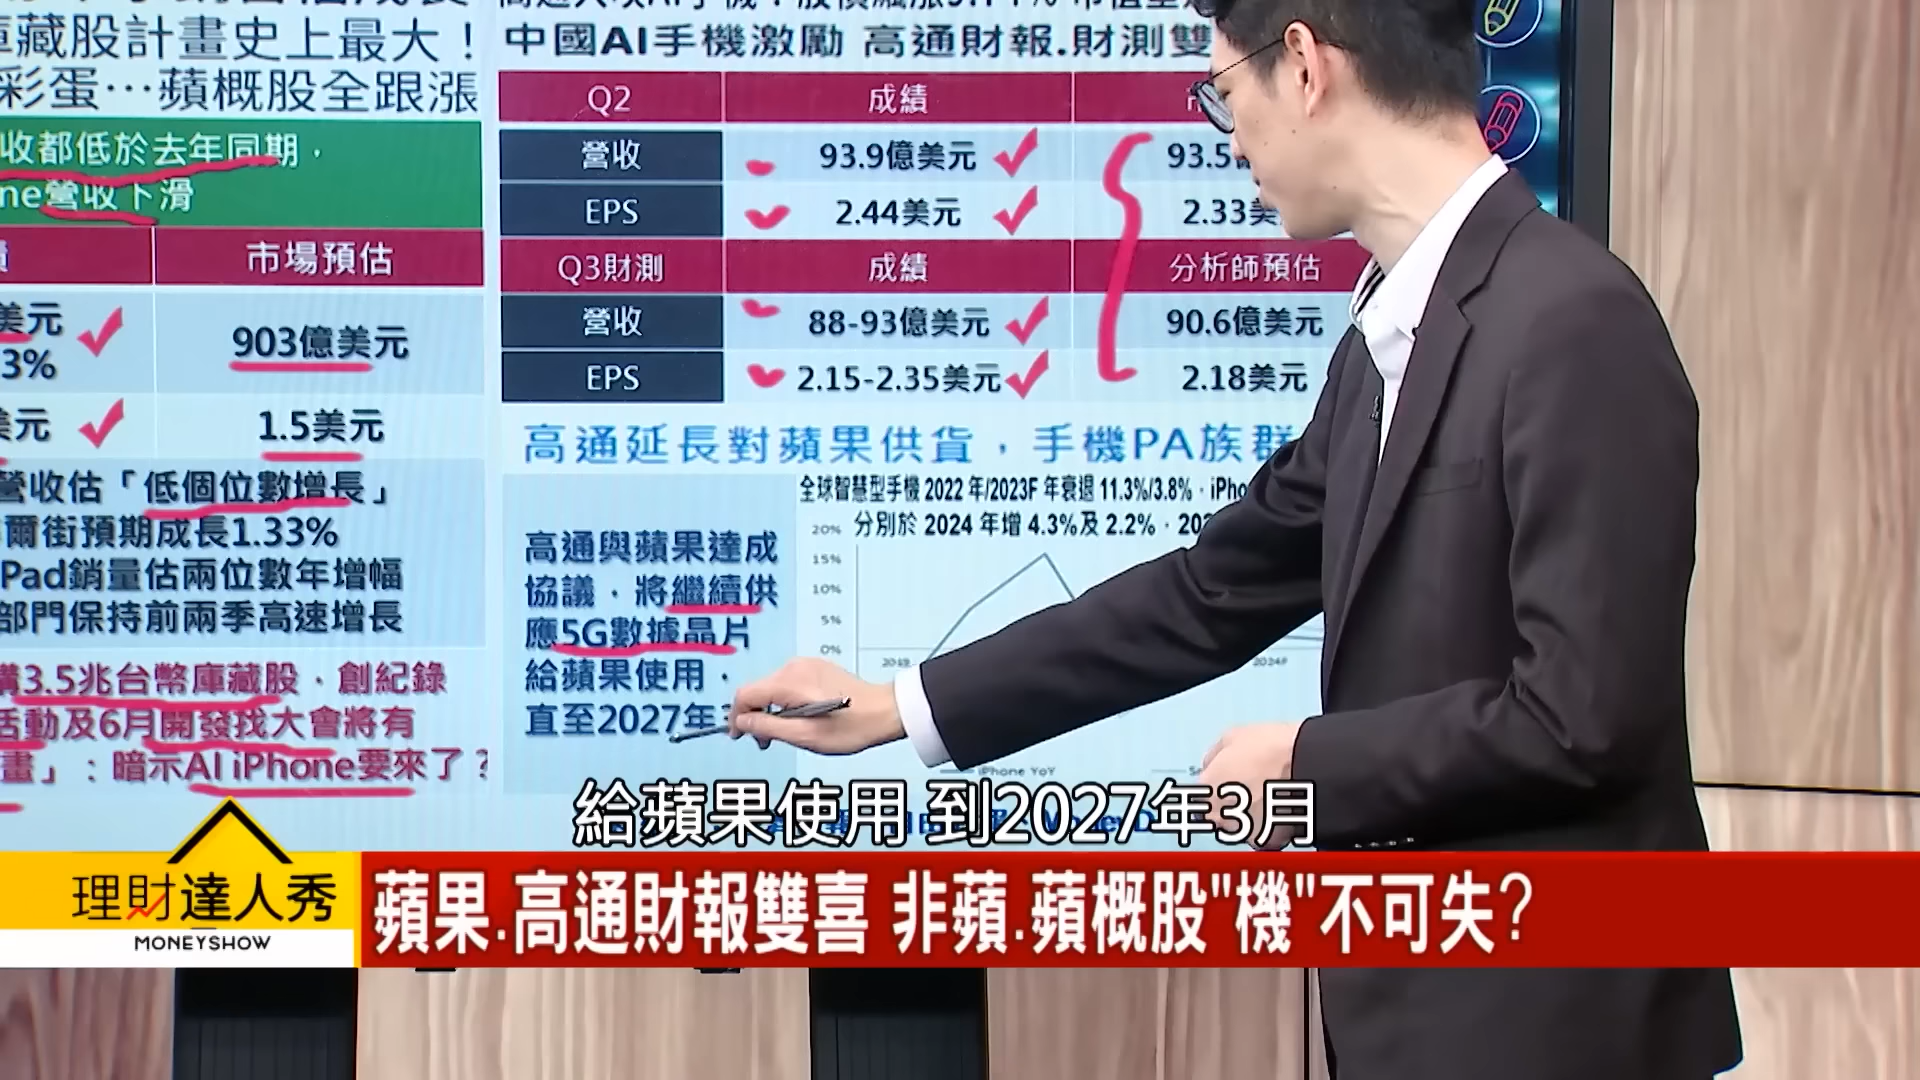 庫藏股計畫史上最大！
彩蛋…蘋概股全跟漲
收都低於去年同期，
ne營收下滑
市場預估
美元
3%
903億美元
美元
1.5美元
營收估「低個位數增長」
爾街預期成長1.33%
Pad銷量估兩位數年增幅
部門保持前兩季高速增長
購3.5兆台幣庫藏股，創紀錄
活動及6月開發找大會將有
畫」：暗示AI iPhone要來了？
中國AI手機激勵 高通財報.財測雙
Q2 成績
營收 93.9億美元 93.5
EPS 2.44美元 2.33美
Q3財測 成績 分析師預估
營收 88-93億美元 90.6億美元
EPS 2.15-2.35美元 2.18美元
高通延長對蘋果供貨，手機PA族群
高通與蘋果達成
協議，將繼續供
應5G數據晶片
給蘋果使用，
直至2027年
全球智慧型手機 2022 年/2023F 年衰退 11.3%/3.8%，iPho
分別於 2024 年增 4.3%及 2.2%，202
20%
15%
10%
5%
0%
2019
2024F
iPhone YoY
給蘋果使用 到2027年3月
理財達人秀
MONEYSHOW
蘋果.高通財報雙喜 非蘋.蘋概股"機"不可失?